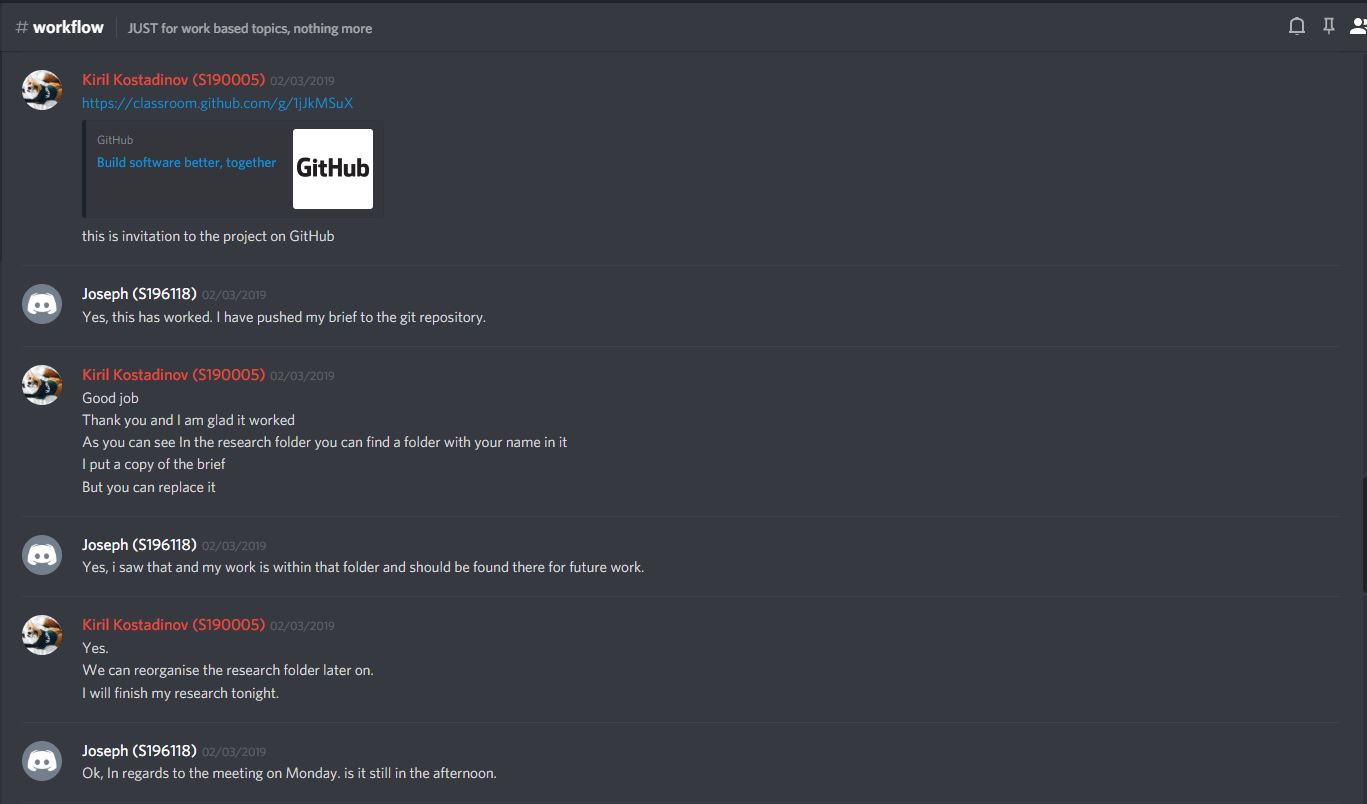 # workflow JUST for work based topics, nothing more
Kiril Kostadinov (S190005) 02/03/2019
https://classroom.github.com/g/1jJkMSuX
GitHub
Build software better, together
GitHub
this is invitation to the project on GitHub
Joseph (S196118) 02/03/2019
Yes, this has worked. I have pushed my brief to the git repository.
Kiril Kostadinov (S190005) 02/03/2019
Good job
Thank you and I am glad it worked
As you can see In the research folder you can find a folder with your name in it
I put a copy of the brief
But you can replace it
Joseph (S196118) 02/03/2019
Yes, i saw that and my work is within that folder and should be found there for future work.
Kiril Kostadinov (S190005) 02/03/2019
Yes.
We can reorganise the research folder later on.
I will finish my research tonight.
Joseph (S196118) 02/03/2019
Ok, In regards to the meeting on Monday. is it still in the afternoon.